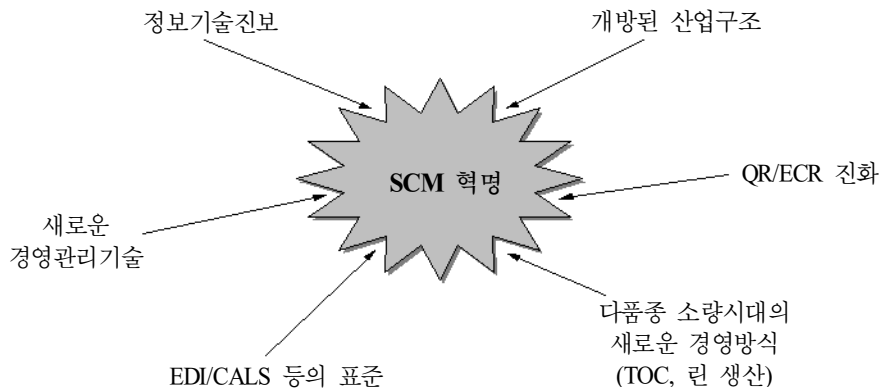 정보기술진보
개방된 산업구조
SCM 혁명
QR/ECR 진화
새로운
경영관리기술
다품종 소량시대의
새로운 경영방식
(TOC, 린 생산)
EDI/CALS 등의 표준